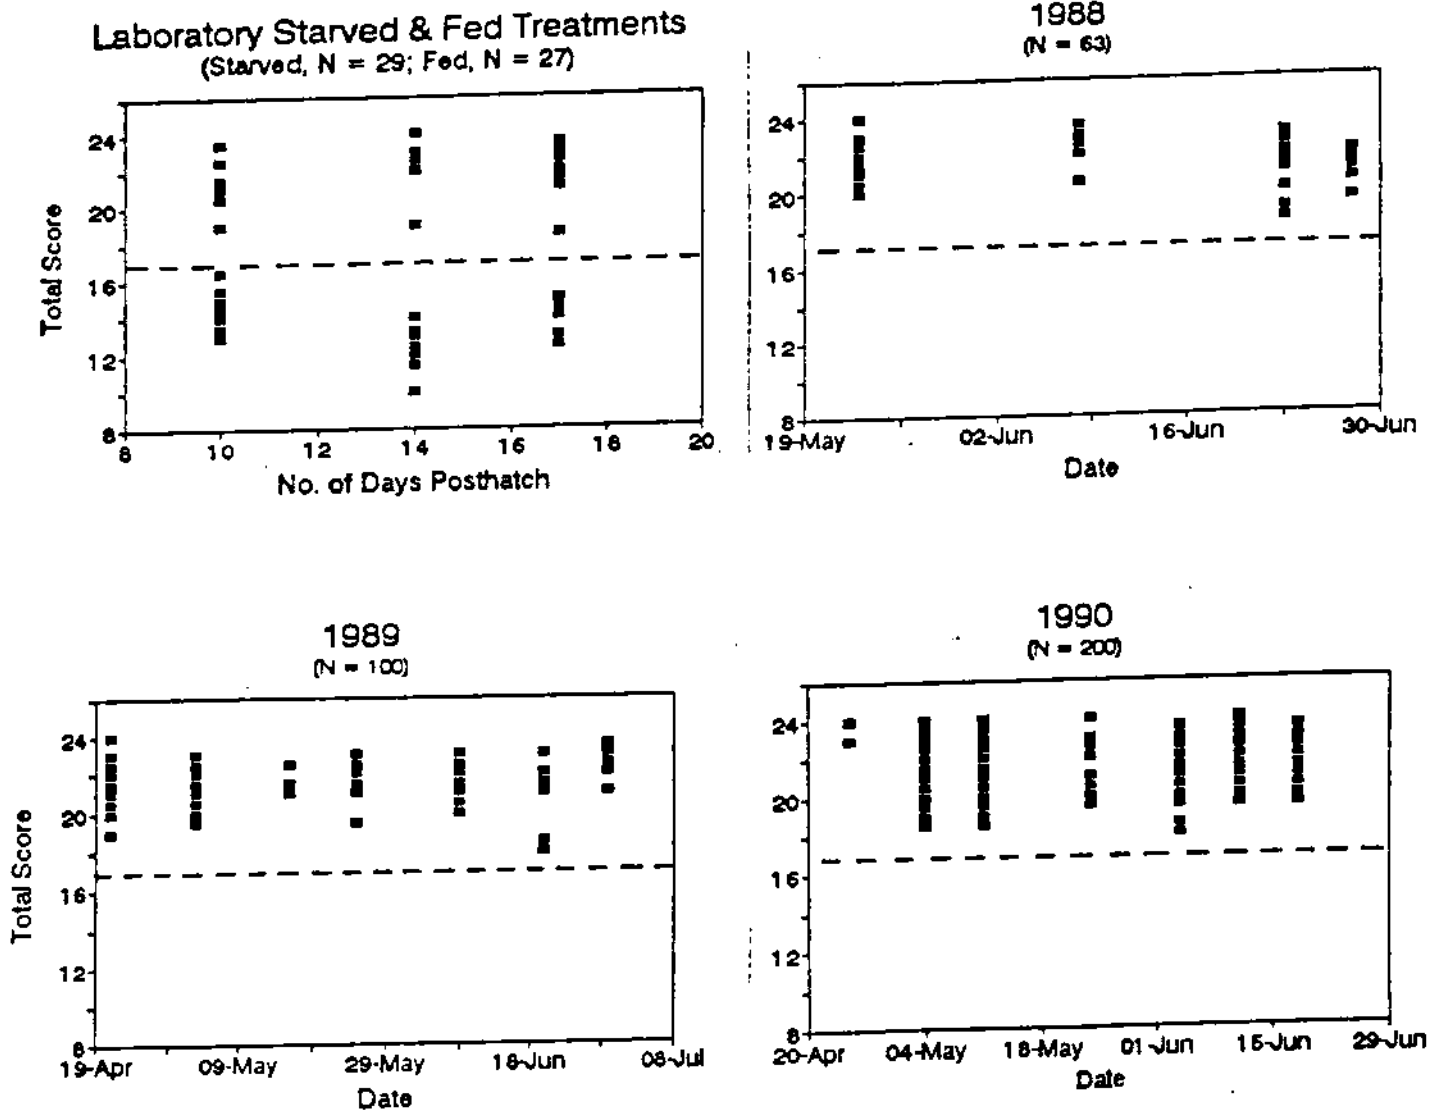 Laboratory Starved & Fed Treatments
(Starved, N = 29; Fed, N = 27)
Total Score
24
20
16
12
8
8 10 12 14 16 18 20
No. of Days Posthatch
1988
(N = 63)
24
20
16
12
8
19-May 02-Jun 16-Jun 30-Jun
Date
1989
(N = 100)
Total Score
24
20
16
12
8
19-Apr 09-May 29-May 18-Jun 08-Jul
Date
1990
(N = 200)
24
20
16
12
8
20-Apr 04-May 18-May 01-Jun 15-Jun 29-Jun
Date